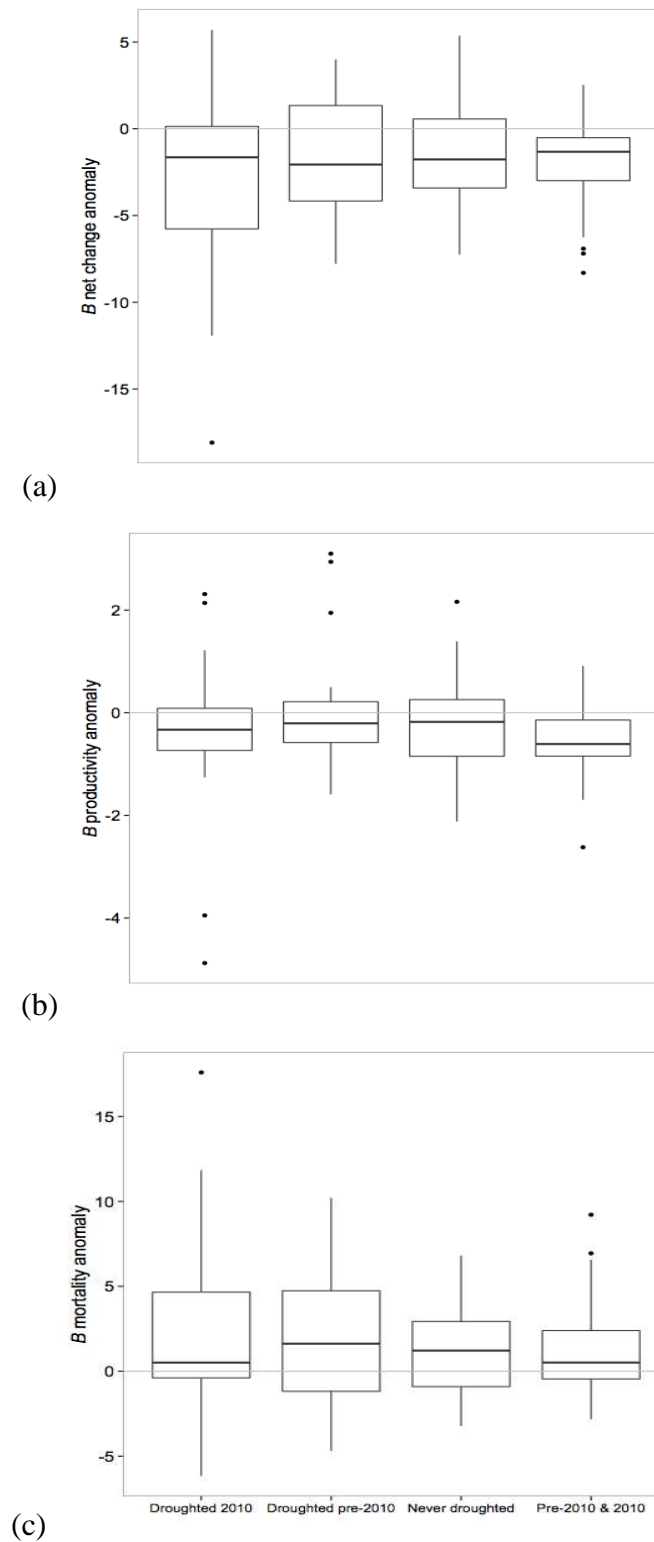 5
0
-5
-10
-15
B net change anomaly
(a)
2
0
-2
-4
B productivity anomaly
(b)
15
10
5
0
-5
B mortality anomaly
Droughted 2010 Droughted pre-2010 Never droughted Pre-2010 & 2010
(c)